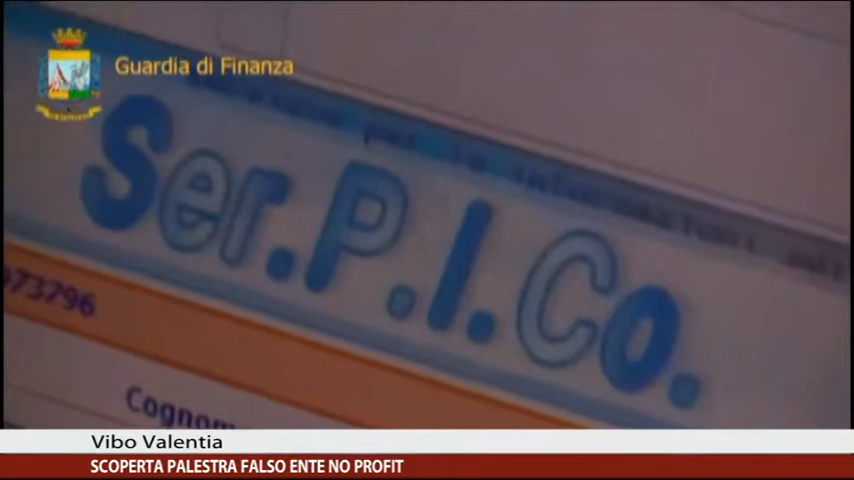 Guardia di Finanza
Ser.P.I.Co.
973796
Cognom
Vibo Valentia
SCOPERTA PALESTRA FALSO ENTE NO PROFIT